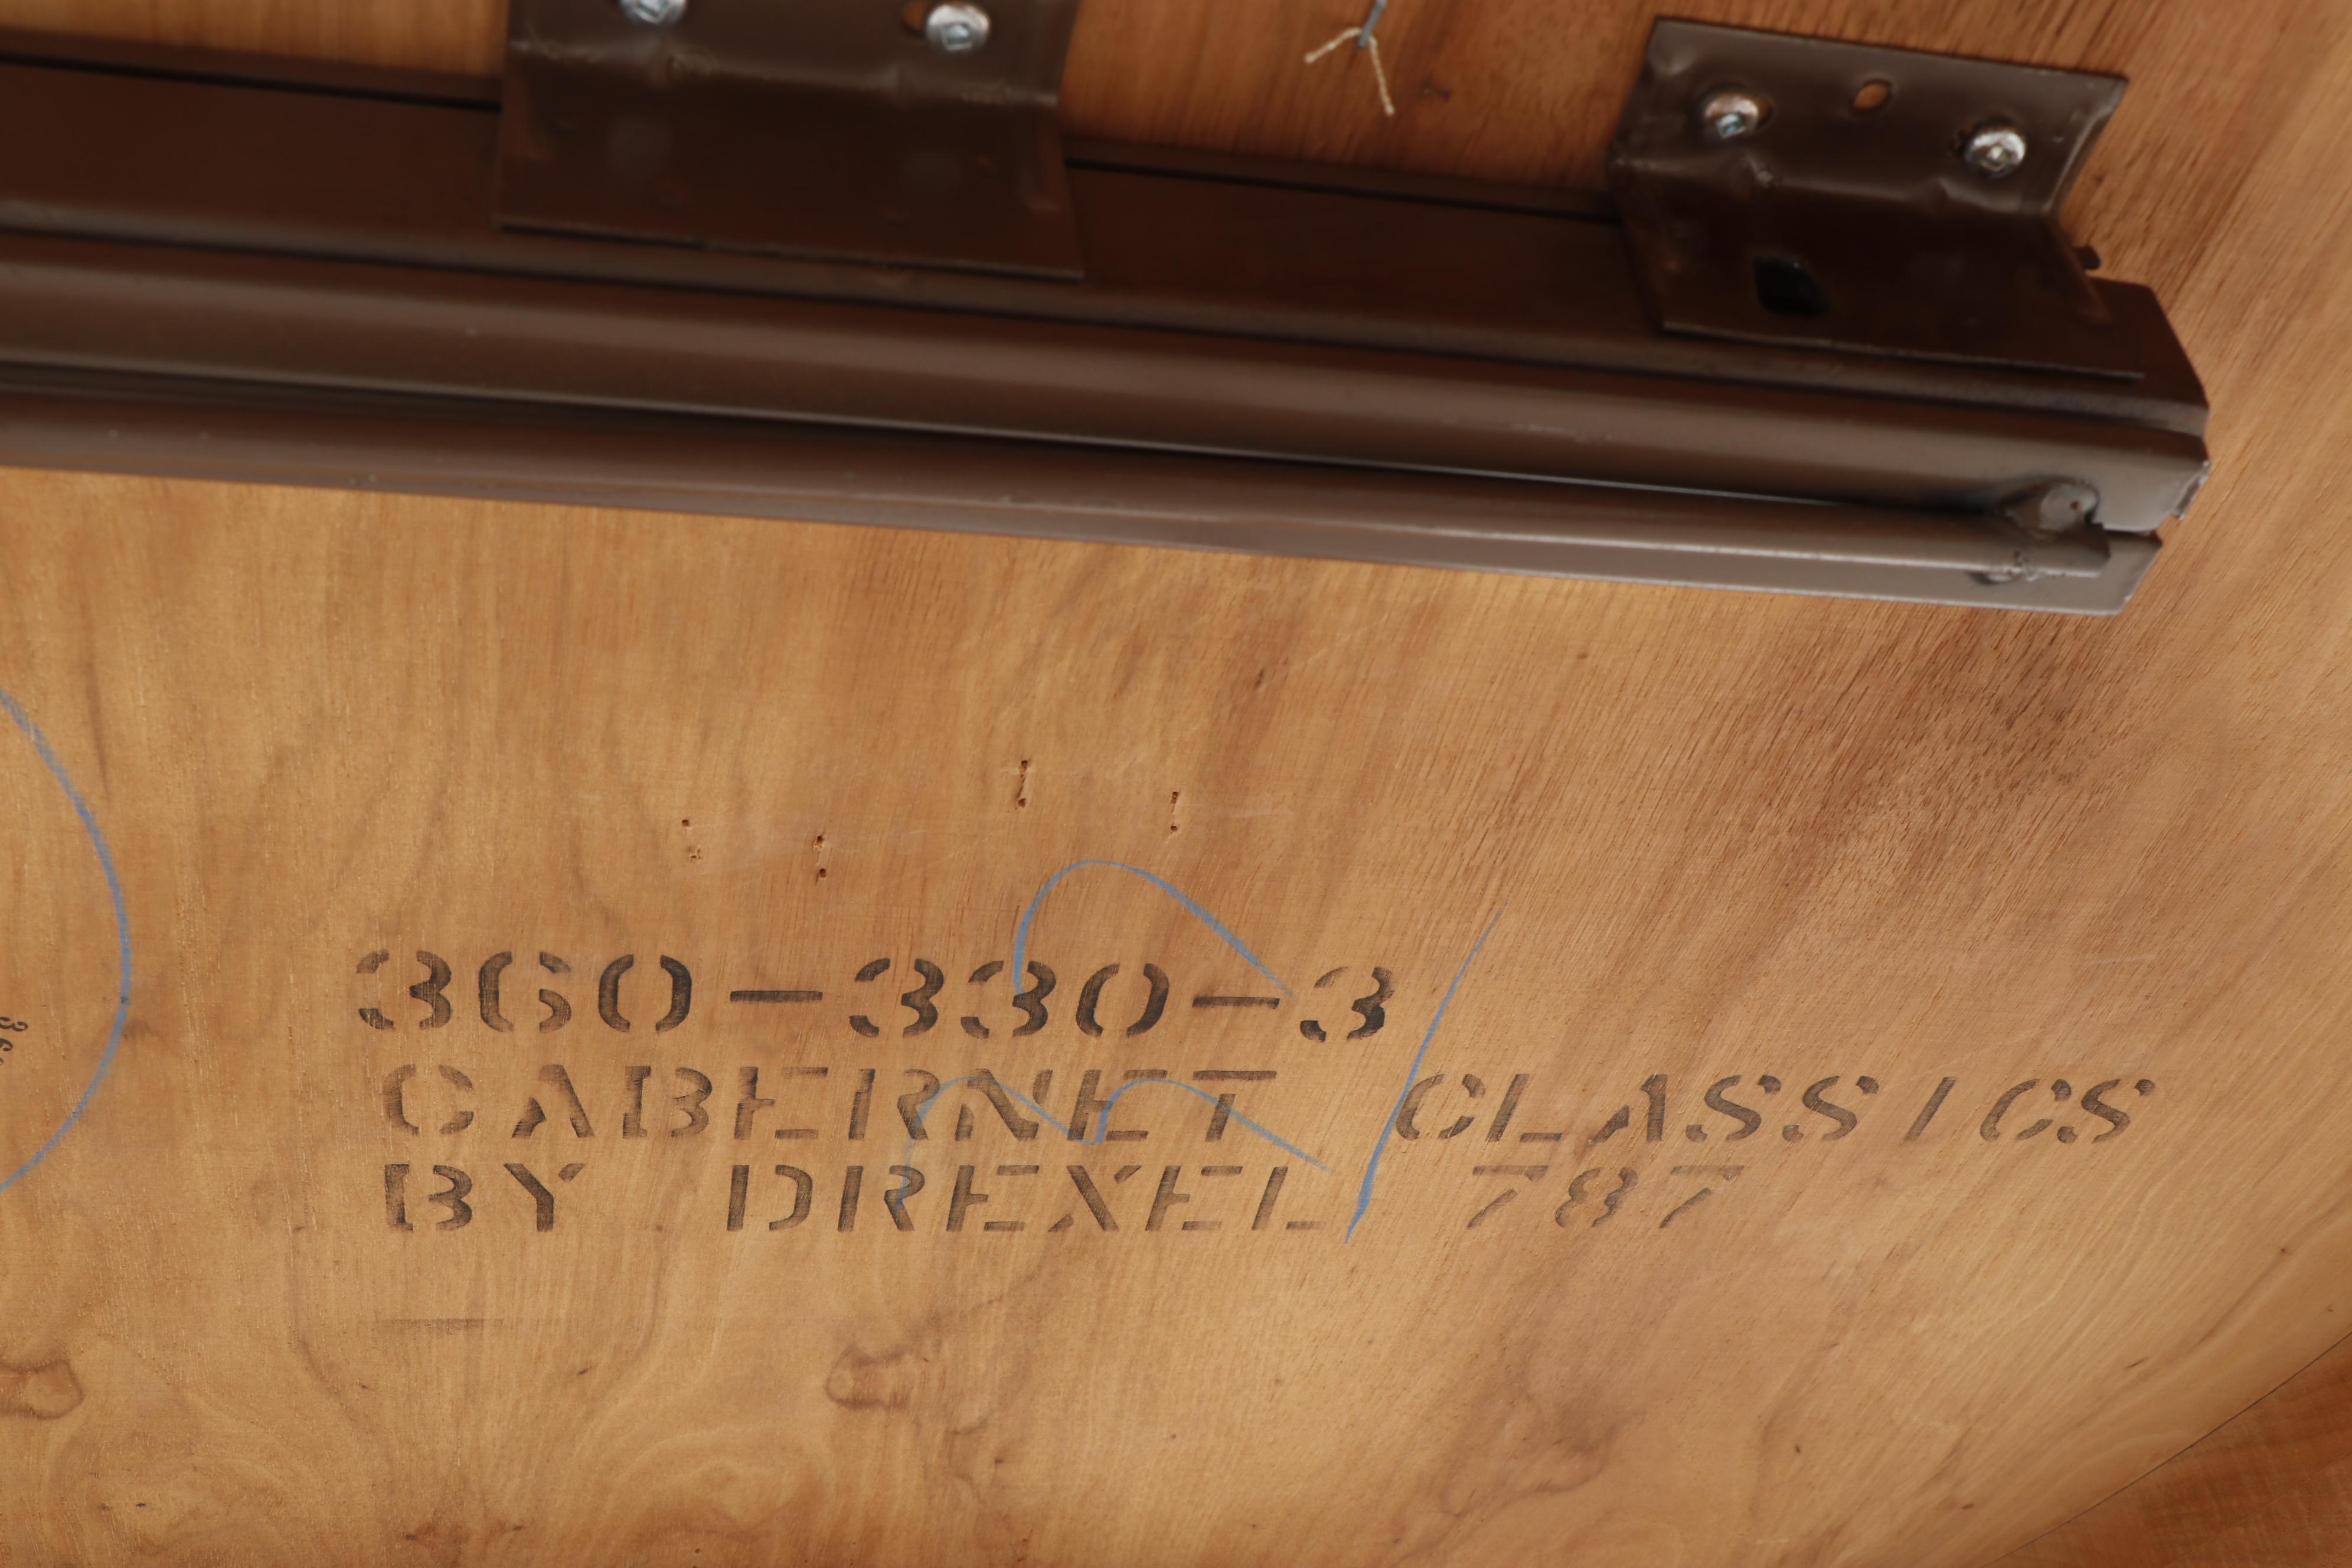 360-330-3
CABERNET CLASSICS
BY DREXEL 787